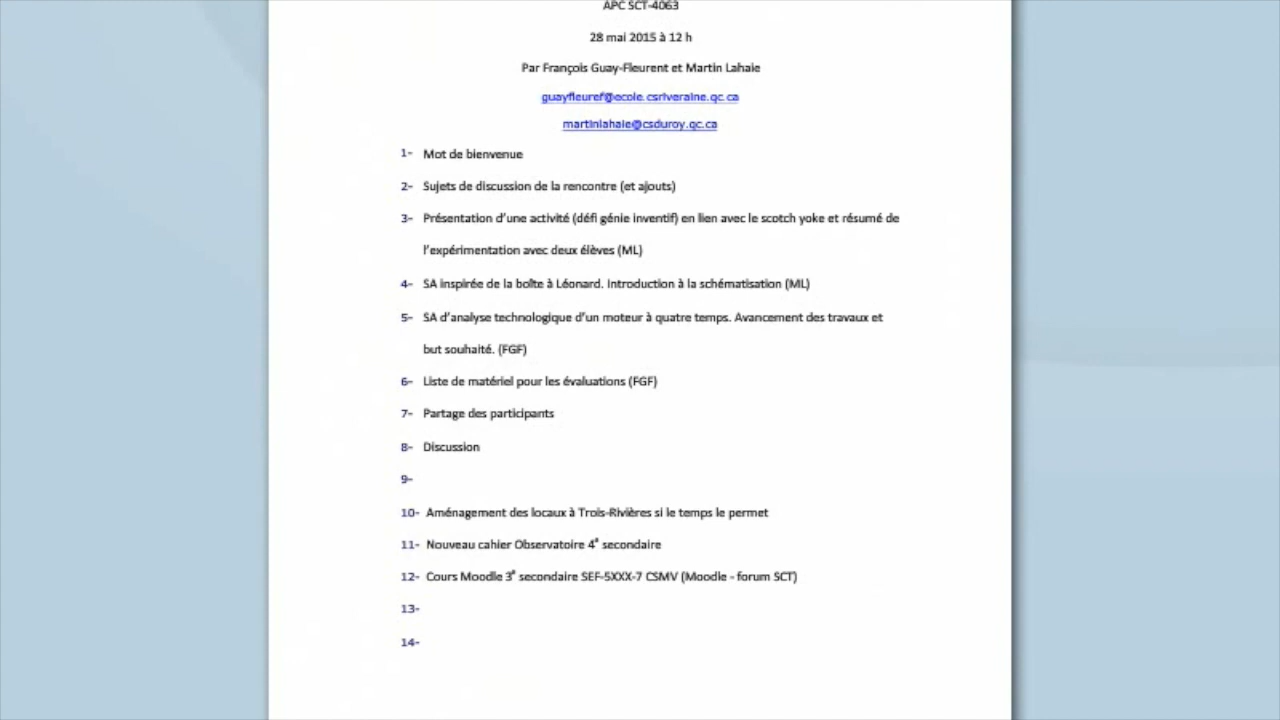 APC SCT-4063
28 mai 2015 à 12 h
Par François Guay-Fleurent et Martin Lahaie
guayfleuref@ecole.csriveraine.qc.ca
martinlahaie@csduroy.qc.ca
1- Mot de bienvenue
2- Sujets de discussion de la rencontre (et ajouts)
3- Présentation d'une activité (défi génie inventif) en lien avec le scotch yoke et résumé de
l'expérimentation avec deux élèves (ML)
4- SA inspirée de la boîte à Léonard. Introduction à la schématisation (ML)
5- SA d'analyse technologique d'un moteur à quatre temps. Avancement des travaux et
but souhaité. (FGF)
6- Liste de matériel pour les évaluations (FGF)
7- Partage des participants
8- Discussion
9-
10- Aménagement des locaux à Trois-Rivières si le temps le permet
11- Nouveau cahier Observatoire 4e secondaire
12- Cours Moodle 3e secondaire SEF-5XXX-7 CSMV (Moodle - forum SCT)
13-
14-